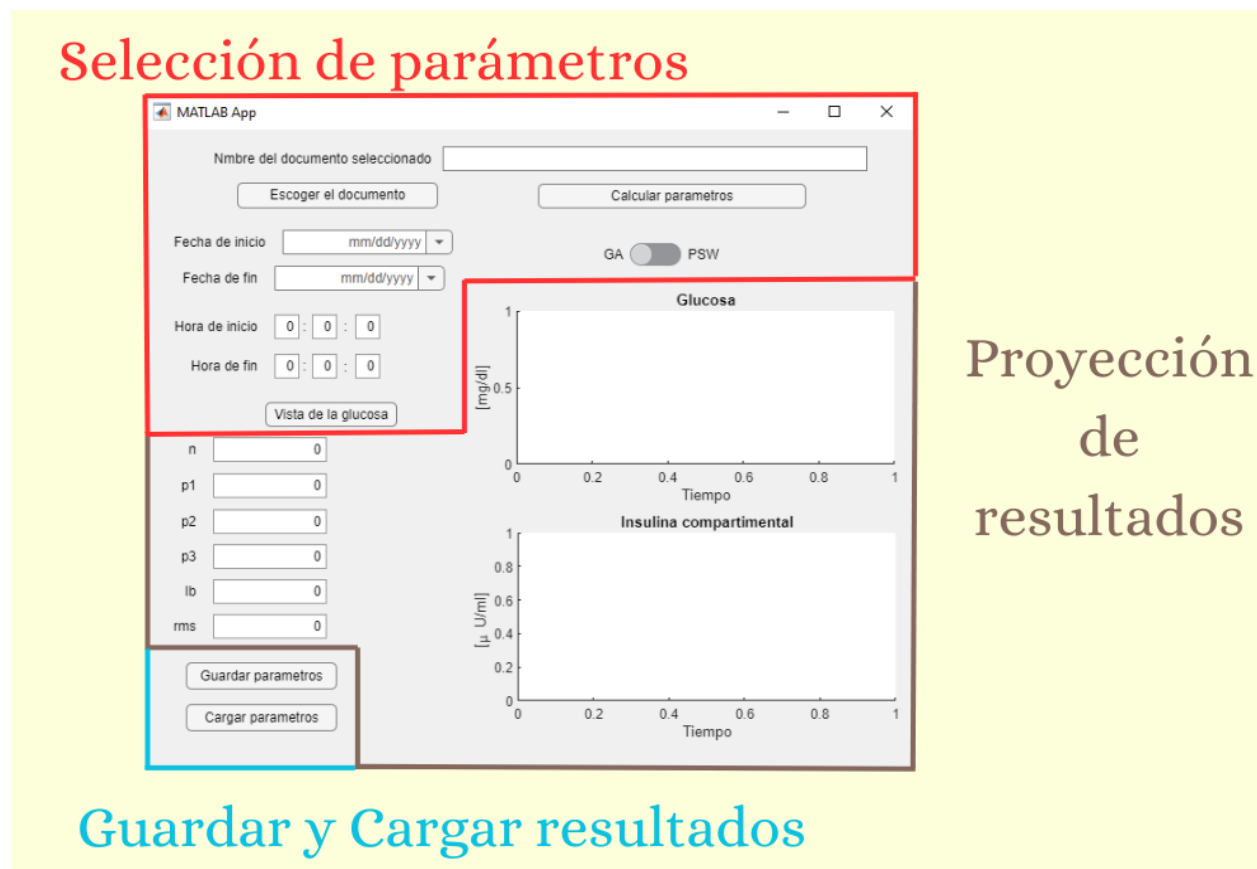 Selección de parámetros
MATLAB App
Nmbre del documento seleccionado
Escoger el documento
Calcular parametros
Fecha de inicio mm/dd/yyyy
GA PSW
Fecha de fin mm/dd/yyyy
Hora de inicio 0 : 0 : 0
Hora de fin 0 : 0 : 0
Vista de la glucosa
Glucosa
1
0.5
0
[mg/dl]
0 0.2 0.4 0.6 0.8 1
Tiempo
n 0
p1 0
p2 0
p3 0
Ib 0
rms 0
Insulina compartimental
1
0.8
0.6
0.4
0.2
0
[μ U/ml]
0 0.2 0.4 0.6 0.8 1
Tiempo
Guardar parametros
Cargar parametros
Proyección
de
resultados
Guardar y Cargar resultados